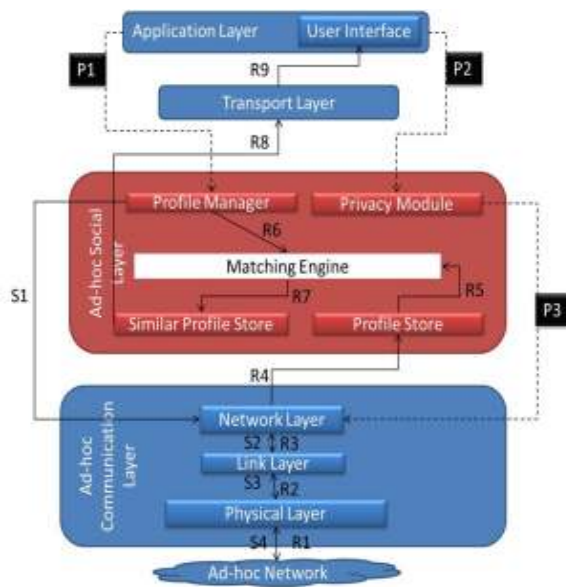 Application Layer
User Interface
P1
P2
R9
Transport Layer
R8
Profile Manager
Privacy Module
R6
Ad-hoc Social
Layer
Matching Engine
S1
R7
R5
P3
Similar Profile Store
Profile Store
R4
Network Layer
S2
R3
Ad-hoc
Communication
Layer
Link Layer
S3
R2
Physical Layer
S4
R1
Ad-hoc Network